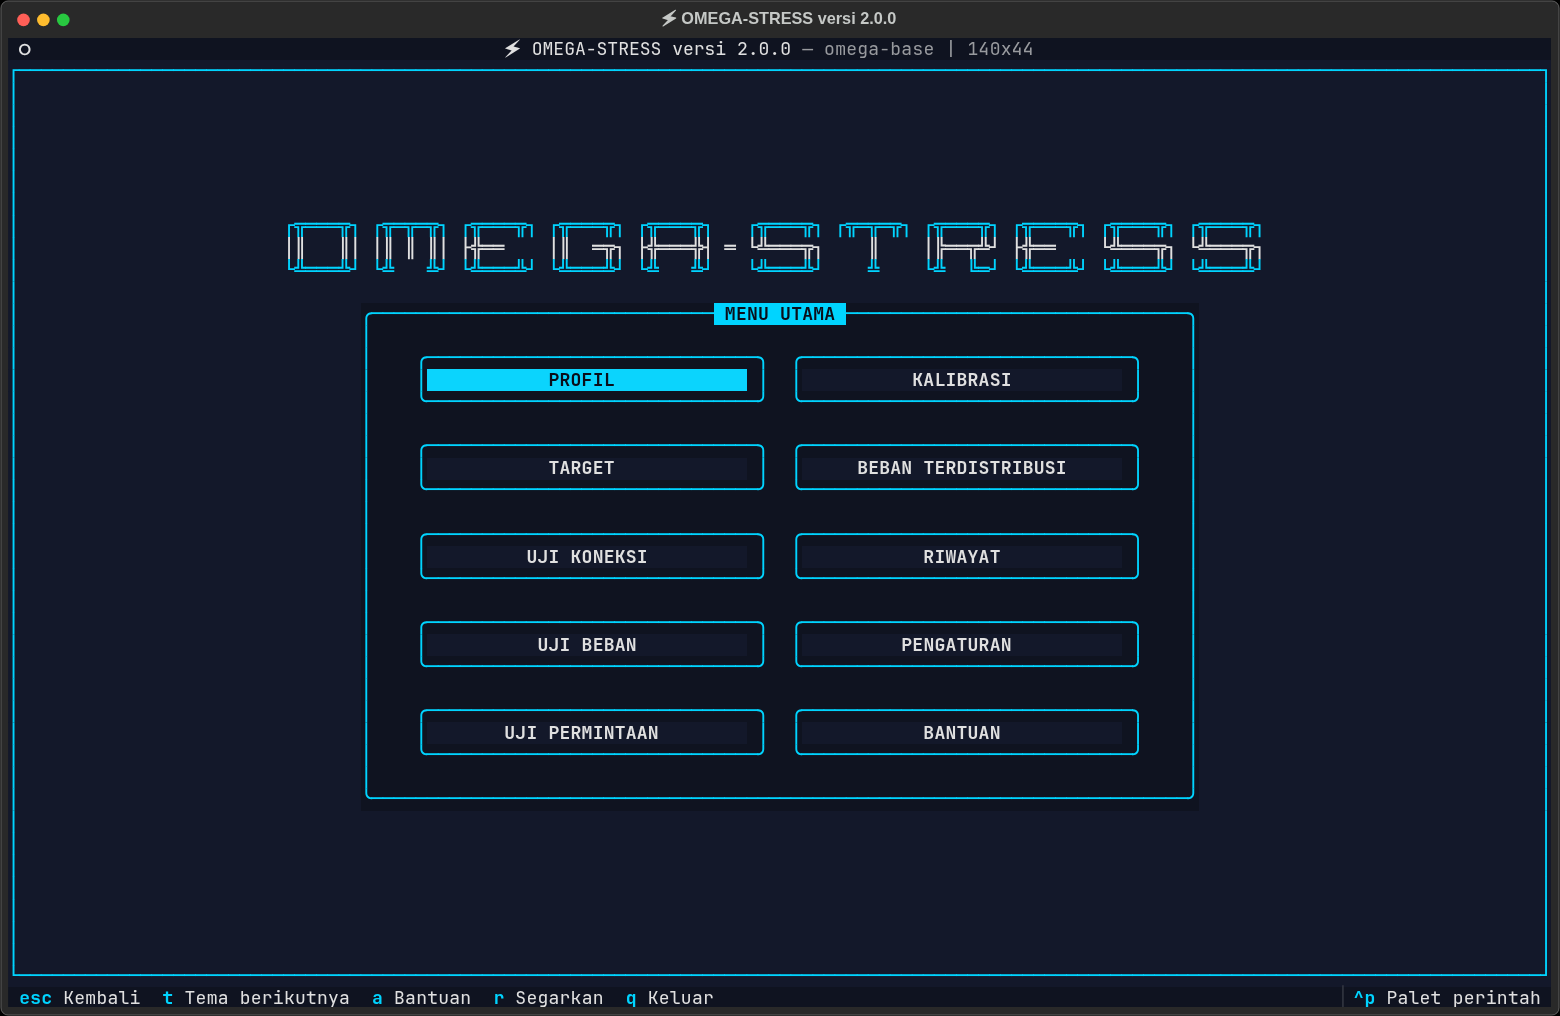 ⚡ OMEGA-STRESS versi 2.0.0
⚡ OMEGA-STRESS versi 2.0.0 — omega-base | 140x44
OMEGA-STRESS
MENU UTAMA
PROFIL
KALIBRASI
TARGET
BEBAN TERDISTRIBUSI
UJI KONEKSI
RIWAYAT
UJI BEBAN
PENGATURAN
UJI PERMINTAAN
BANTUAN
esc Kembali t Tema berikutnya a Bantuan r Segarkan q Keluar ^p Palet perintah